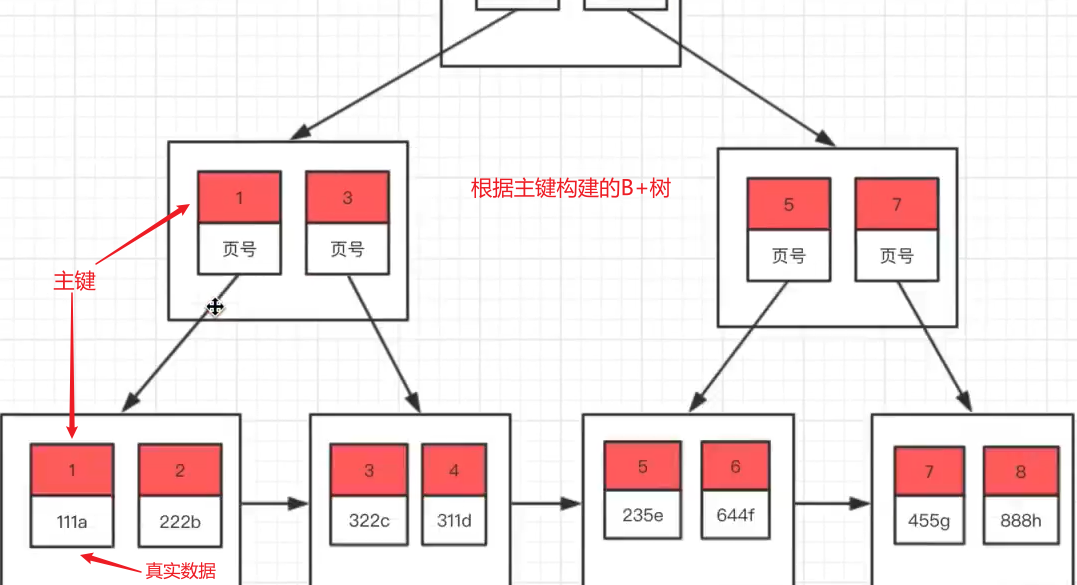 1 3
根据主键构建的B+树
5 7
页号 页号
页号 页号
主键
1 2
3 4
5 6
7 8
111a 222b
322c 311d
235e 644f
455g 888h
真实数据